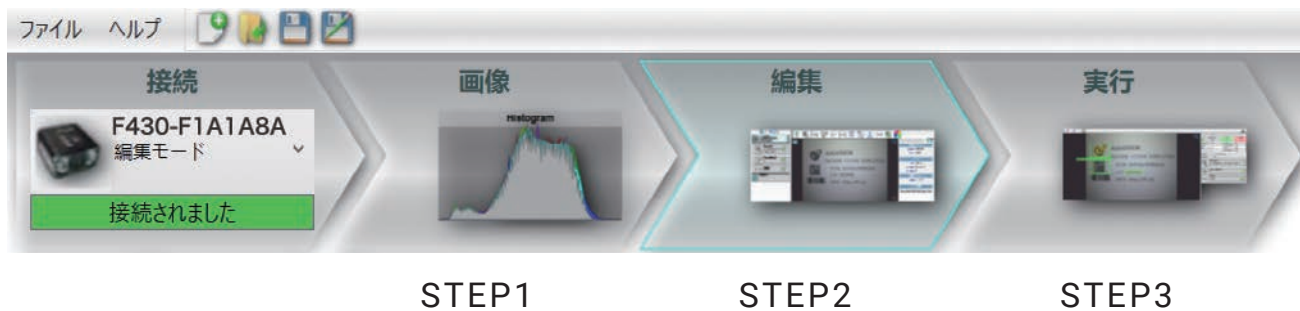 ファイル ヘルプ
接続 画像 編集 実行
F430-F1A1A8A
編集モード
Histogram
接続されました
STEP1 STEP2 STEP3